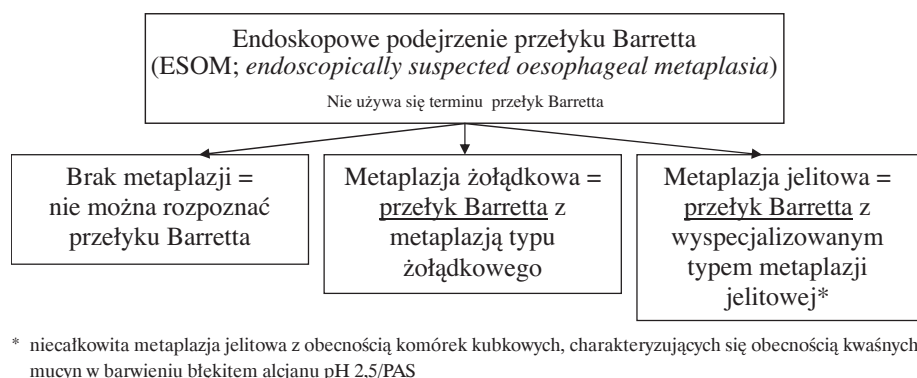 Endoskopowe podejrzenie przełyku Barretta
(ESOM; endoscopically suspected oesophageal metaplasia)
Nie używa się terminu przełyk Barretta
Brak metaplazji =
nie można rozpoznać
przełyku Barretta
Metaplazja żołądkowa =
przełyk Barretta z
metaplazją typu
żołądkowego
Metaplazja jelitowa =
przełyk Barretta z
wyspecjalizowanym
typem metaplazji
jelitowej*
* niecałkowita metaplazja jelitowa z obecnością komórek kubkowych, charakteryzujących się obecnością kwaśnych
mucyn w barwieniu błękitem alcjanu pH 2,5/PAS